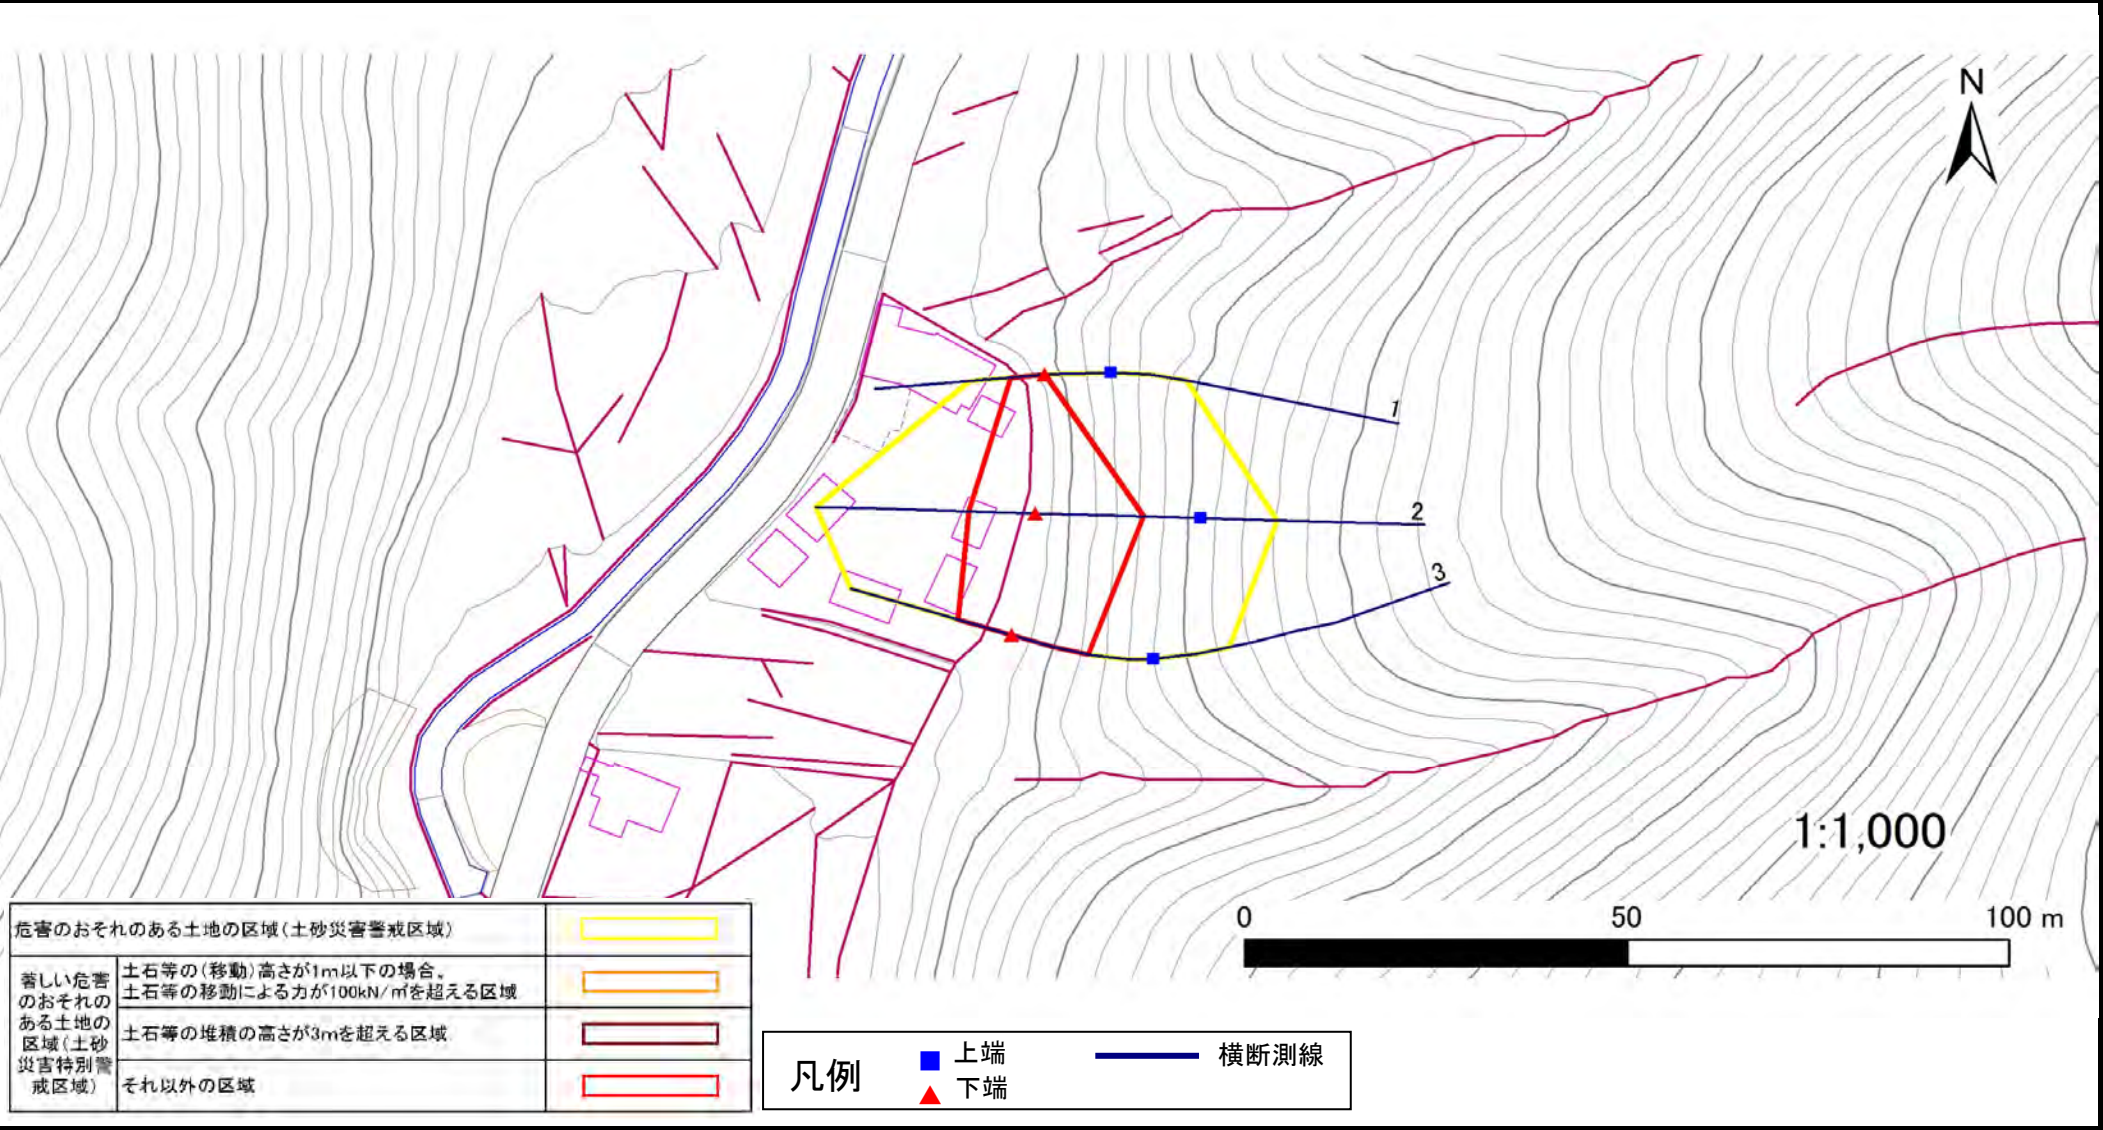 N
1
2
3
1:1,000
0 50 100 m
危害のおそれのある土地の区域(土砂災害警戒区域)
著しい危害
のおそれの
ある土地の
区域(土砂
災害特別警
戒区域)
土石等の(移動)高さが1m以下の場合、
土石等の移動による力が100kN/㎡を超える区域
土石等の堆積の高さが3mを超える区域
それ以外の区域
凡例
上端
下端
横断測線